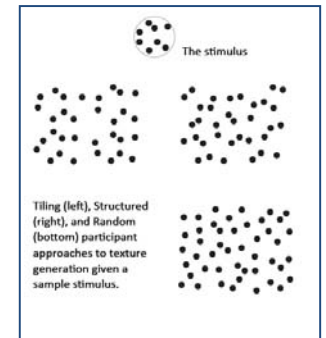 The stimulus
Tiling (left), Structured
(right), and Random
(bottom) participant
approaches to texture
generation given a
sample stimulus.